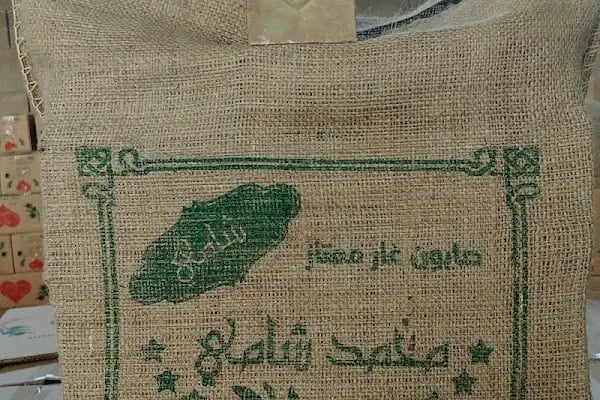 شامي
صابون غار ممتاز
محمد شامي